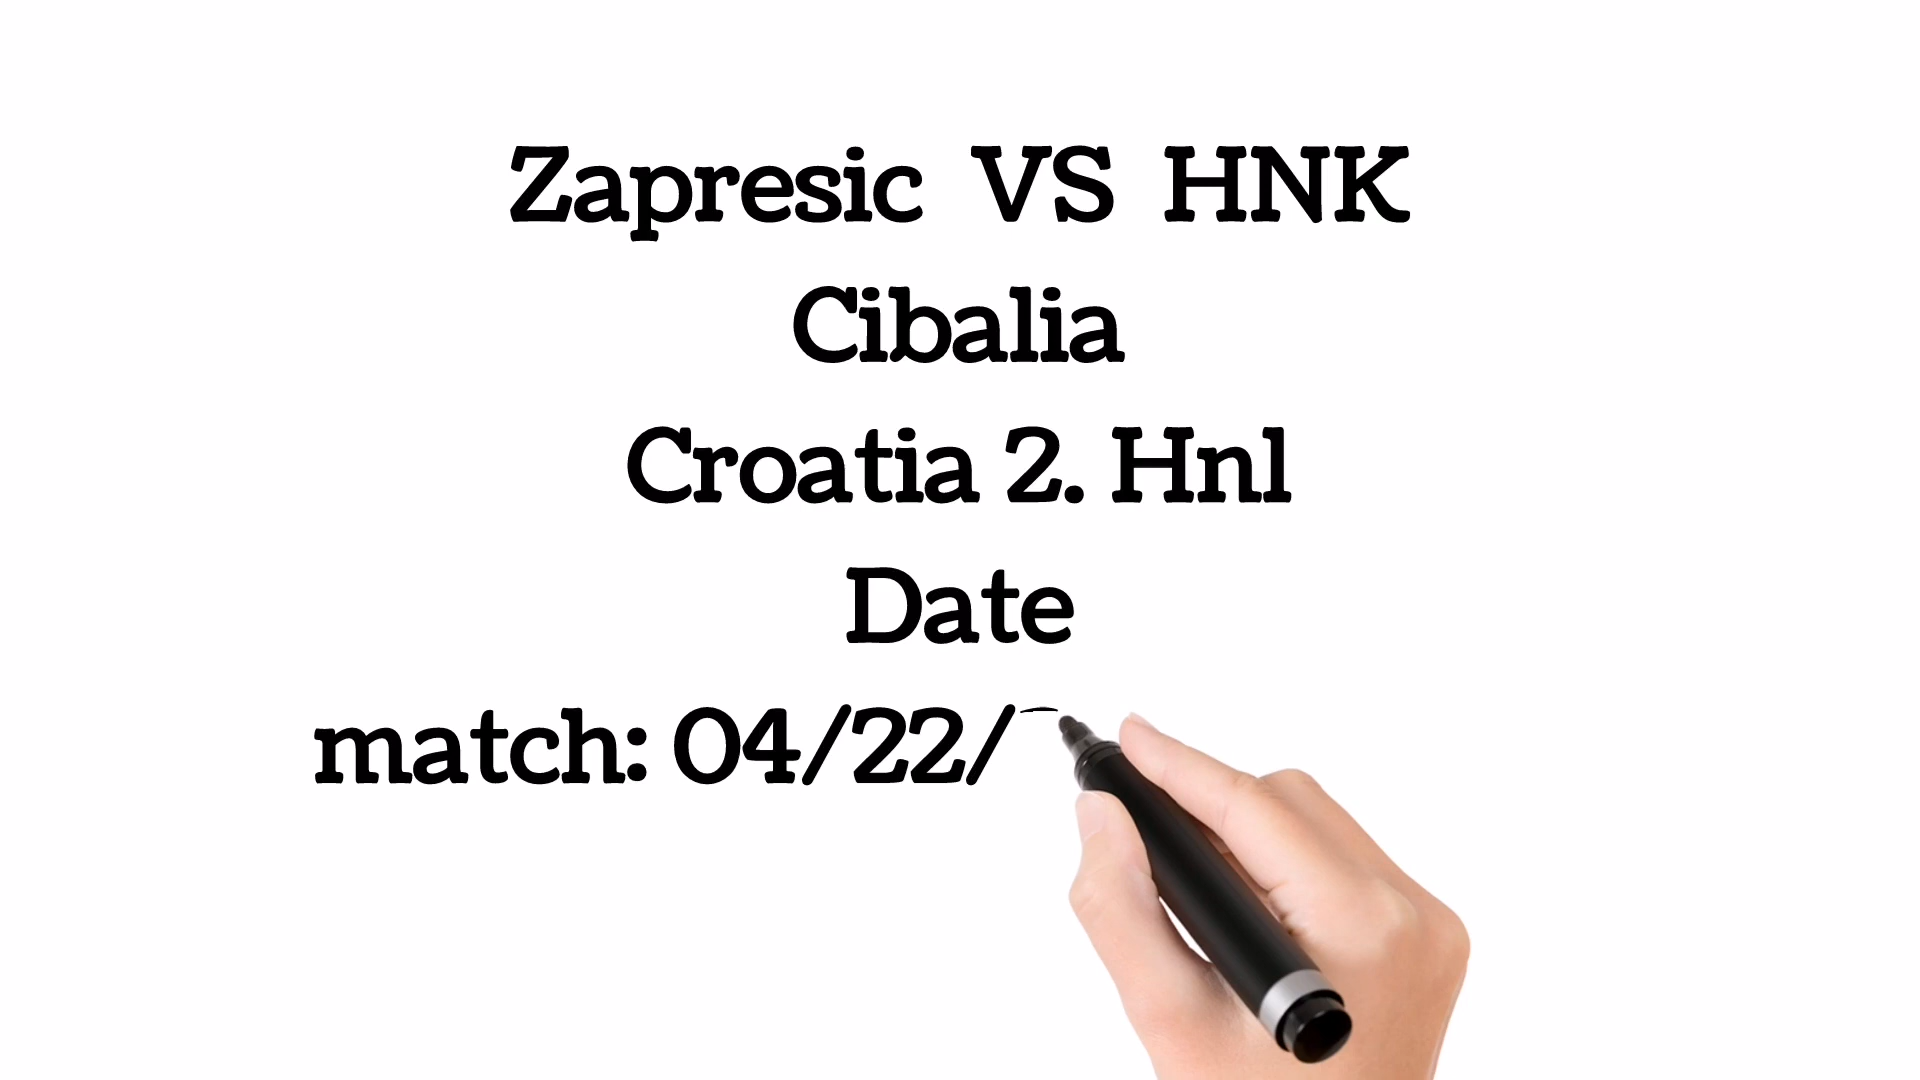 Zapresic VS HNK
Cibalia
Croatia 2. Hnl
Date
match: 04/22/